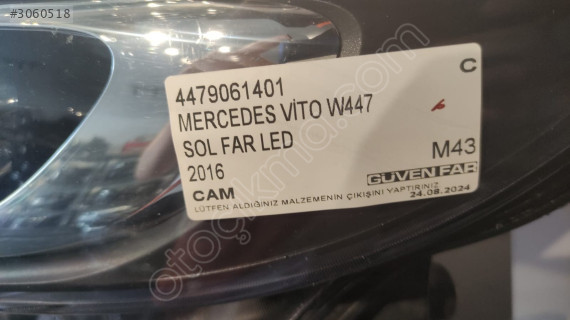 #3060518
4479061401
C
MERCEDES VİTO W447
SOL FAR LED
2016
M43
CAM
GÜVEN FAR
LÜTFEN ALDIĞINIZ MALZEMENİN ÇIKIŞINI YAPTIRINIZ
24.08.2024
otocikma.com